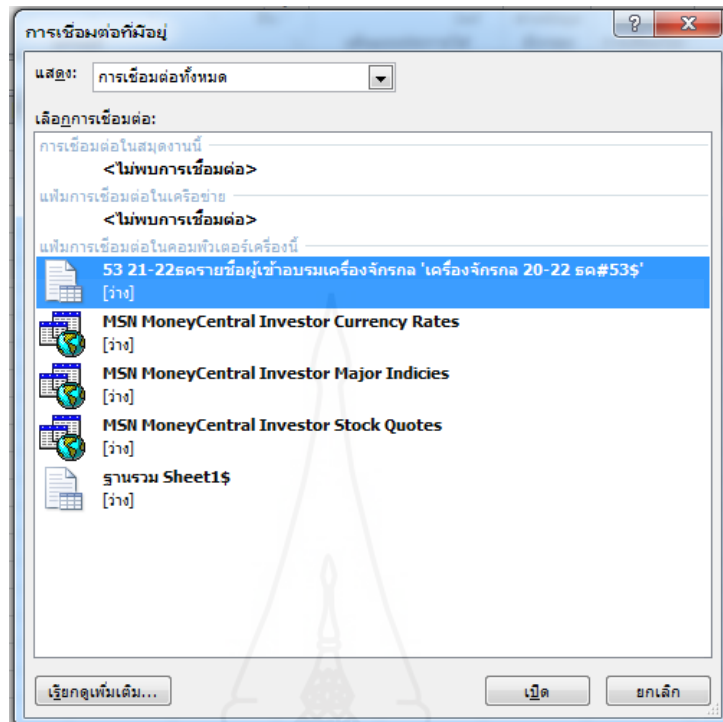 การเชื่อมต่อที่มีอยู่
แสดง: การเชื่อมต่อทั้งหมด
เลือกการเชื่อมต่อ:
การเชื่อมต่อในสมุดงานนี้
<ไม่พบการเชื่อมต่อ>
แฟ้มการเชื่อมต่อในเครือข่าย
<ไม่พบการเชื่อมต่อ>
แฟ้มการเชื่อมต่อในคอมพิวเตอร์เครื่องนี้
53 21-22ธครายชื่อผู้เข้าอบรมเครื่องจักรกล 'เครื่องจักรกล 20-22 ธค#53$'
[ว่าง]
MSN MoneyCentral Investor Currency Rates
[ว่าง]
MSN MoneyCentral Investor Major Indicies
[ว่าง]
MSN MoneyCentral Investor Stock Quotes
[ว่าง]
ฐานรวม Sheet1$
[ว่าง]
เรียกดูเพิ่มเติม... เปิด ยกเลิก